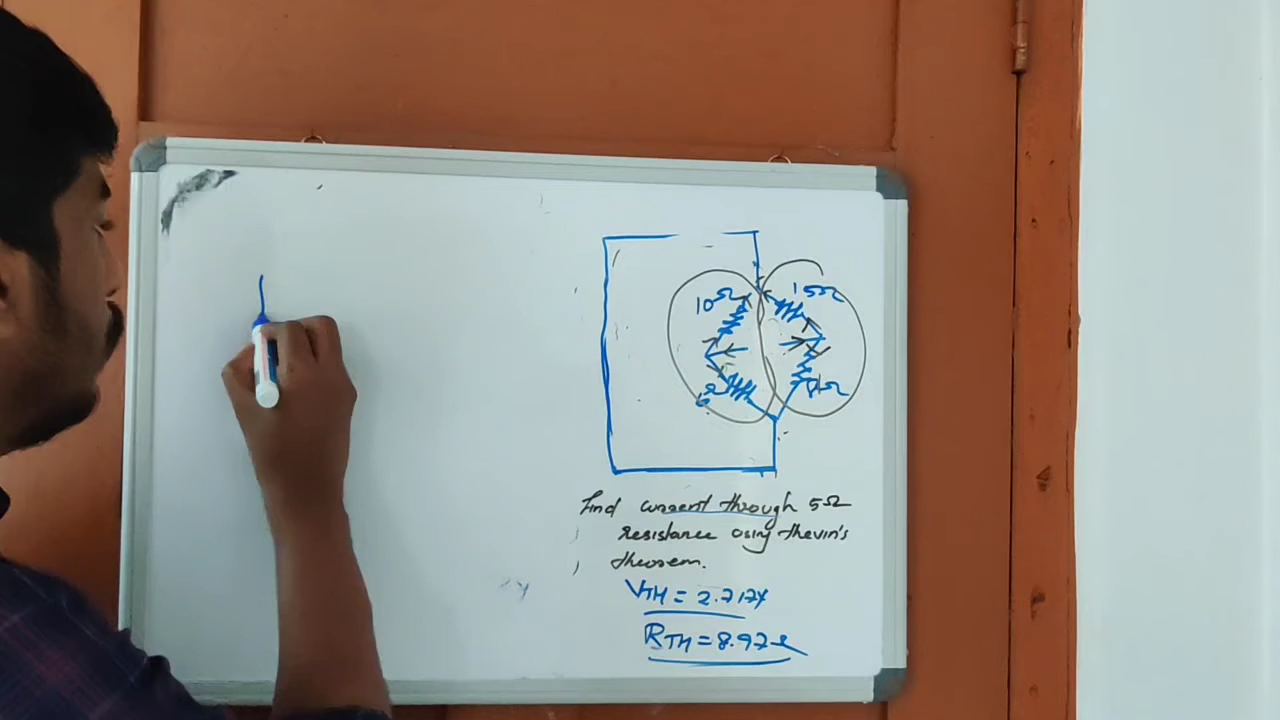 10Ω 15Ω
Find current through 5Ω
resistance using thevin's
theorem.
VTH = 2.717V
RTH = 8.97Ω